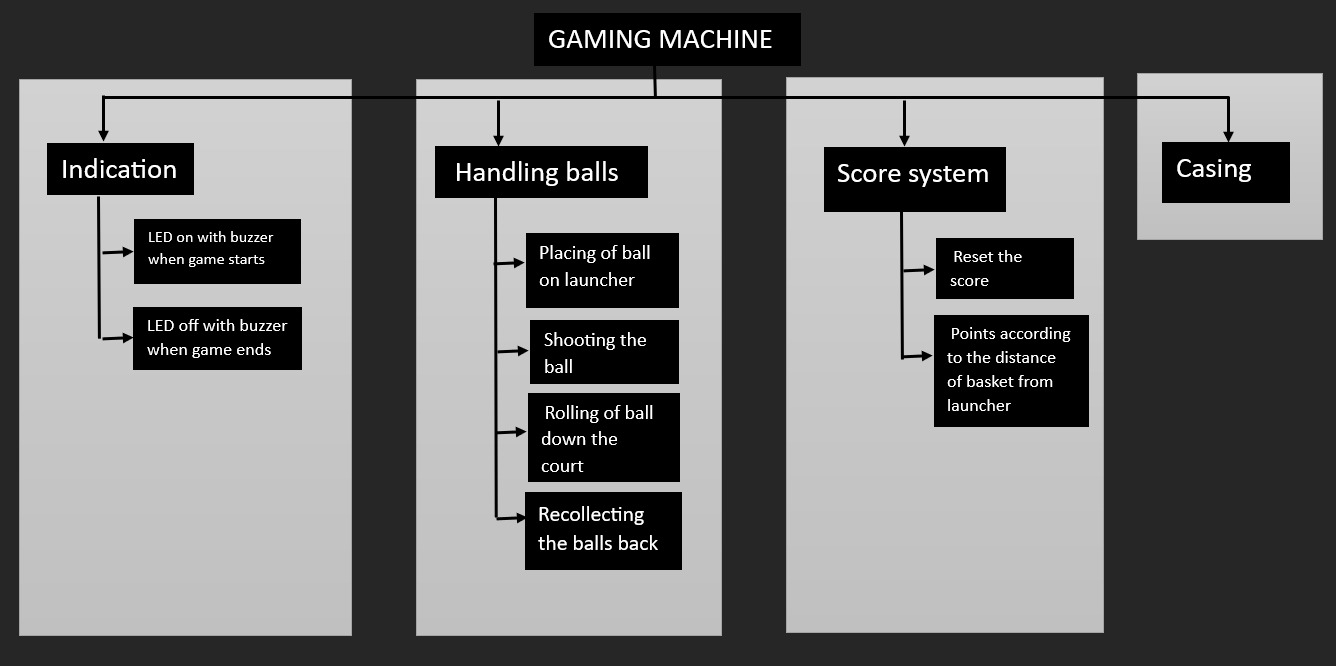 GAMING MACHINE
Indication
LED on with buzzer
when game starts
LED off with buzzer
when game ends
Handling balls
Placing of ball
on launcher
Shooting the
ball
Rolling of ball
down the
court
Recollecting
the balls back
Score system
Reset the
score
Points according
to the distance
of basket from
launcher
Casing